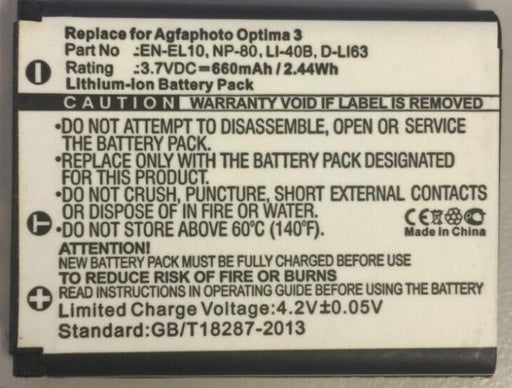 Replace for Agfaphoto Optima 3
Part No :EN-EL10, NP-80, LI-40B, D-LI63
Rating :3.7VDC⎓660mAh / 2.44Wh
Lithium-Ion Battery Pack
CAUTION WARRANTY VOID IF LABEL IS REMOVED
•DO NOT ATTEMPT TO DISASSEMBLE, OPEN OR SERVICE
THE BATTERY PACK.
•REPLACE ONLY WITH THE BATTERY PACK DESIGNATED
FOR THIS PRODUCT.
•DO NOT CRUSH, PUNCTURE, SHORT EXTERNAL CONTACTS
OR DISPOSE OF IN FIRE OR WATER.
•DO NOT STORE ABOVE 60°C (140°F).
CE
Made in China
ATTENTION!
NEW BATTERY PACK MUST BE FULLY CHARGED BEFORE USE
TO REDUCE RISK OF FIRE OR BURNS
READ INSTRUCTIONS IN OPERATING GUIDE BEFORE USING THE BATTERY
Limited Charge Voltage: 4.2V±0.05V
Standard:GB/T18287-2013
T